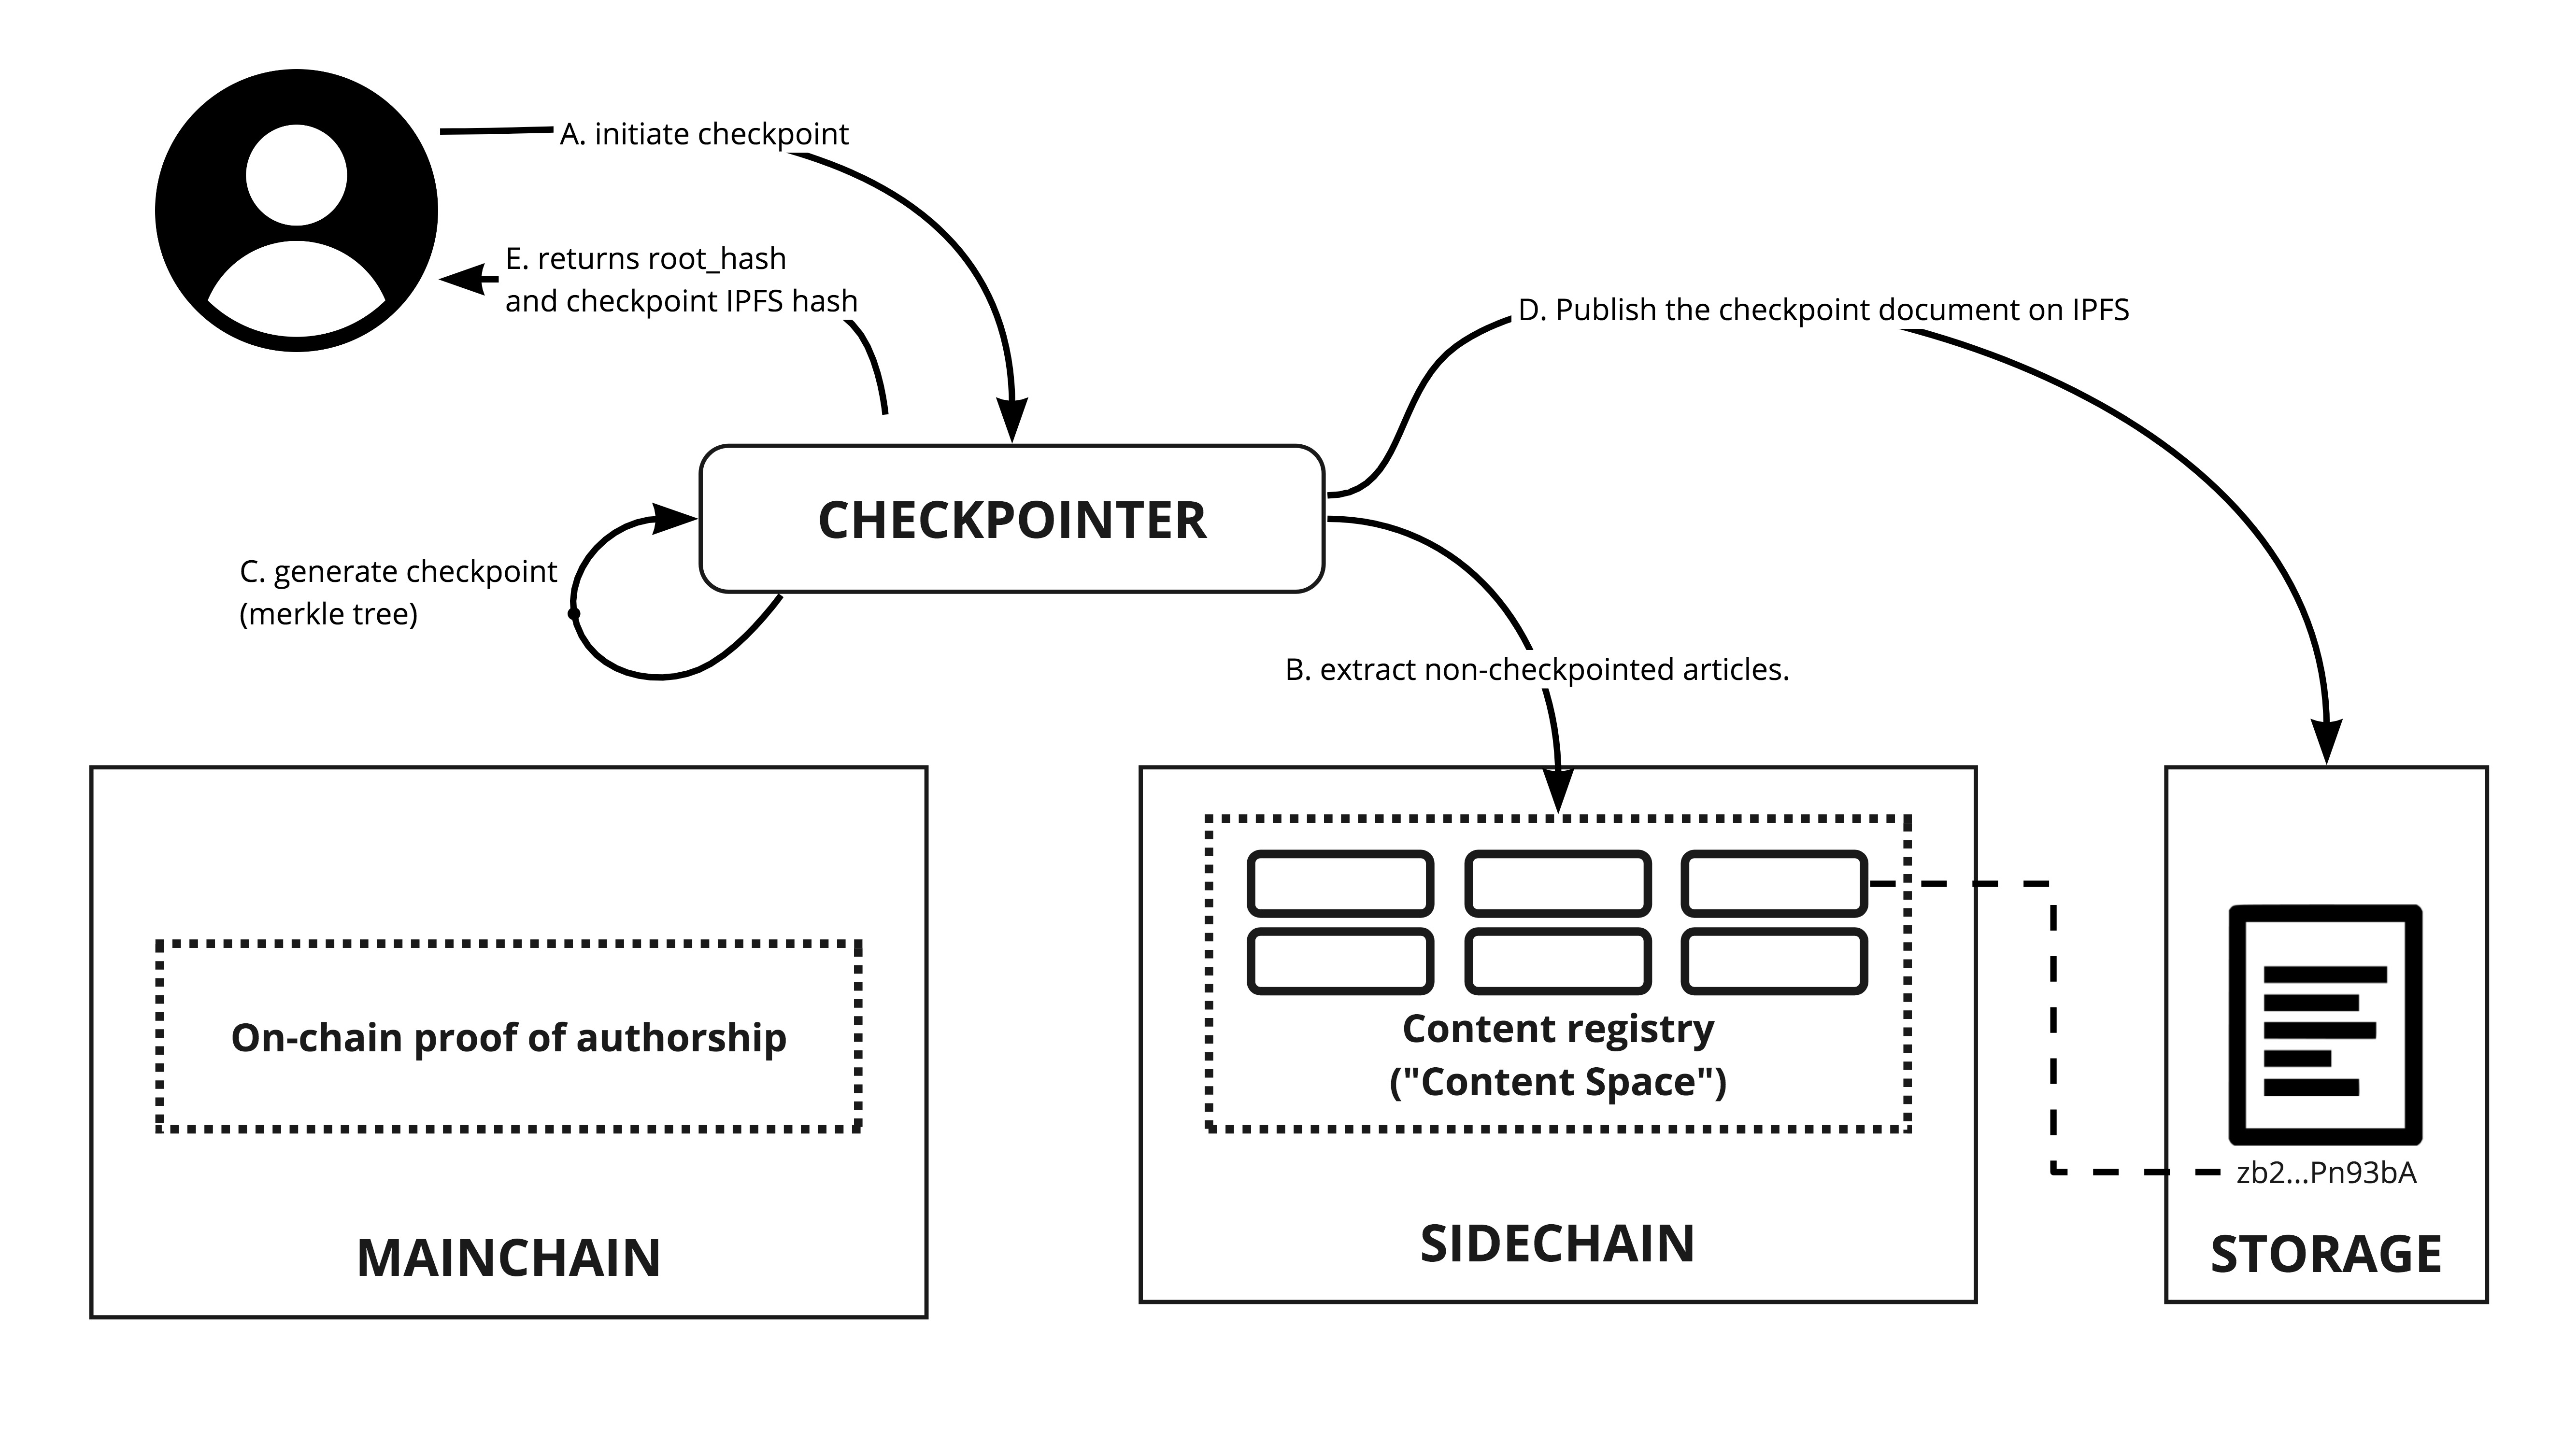 A. initiate checkpoint
E. returns root_hash
and checkpoint IPFS hash
D. Publish the checkpoint document on IPFS
CHECKPOINTER
C. generate checkpoint
(merkle tree)
B. extract non-checkpointed articles.
On-chain proof of authorship
MAINCHAIN
Content registry
("Content Space")
SIDECHAIN
zb2...Pn93bA
STORAGE